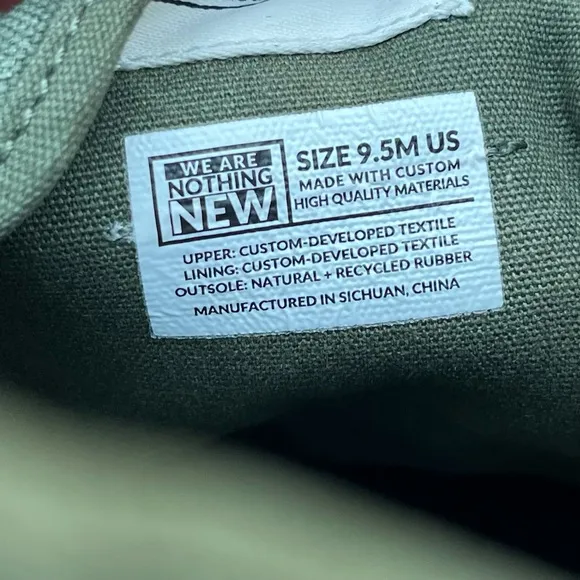 WE ARE
NOTHING
NEW
SIZE 9.5M US
MADE WITH CUSTOM
HIGH QUALITY MATERIALS
UPPER: CUSTOM-DEVELOPED TEXTILE
LINING: CUSTOM-DEVELOPED TEXTILE
OUTSOLE: NATURAL + RECYCLED RUBBER
MANUFACTURED IN SICHUAN, CHINA